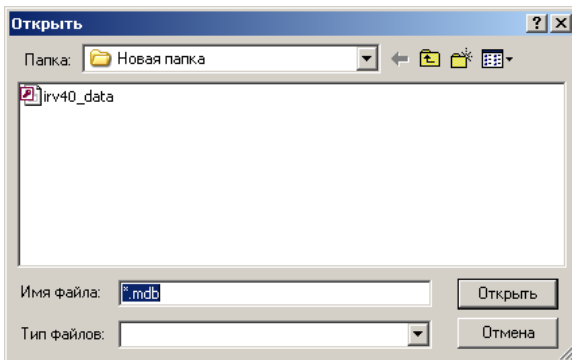 Открыть
Папка: Новая папка
irv40_data
Имя файла: *.mdb Открыть
Тип файлов: Отмена